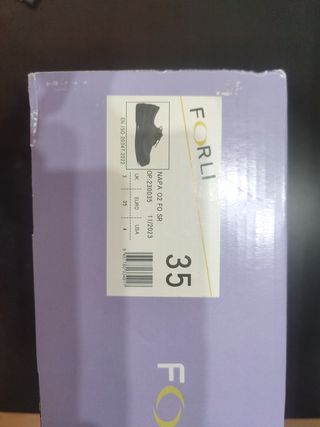 FORLI
NAPA O2 FO SR
OP-230035 11/2023
35
UK EURO USA
3 35 4
EN ISO 20347:2022
FO